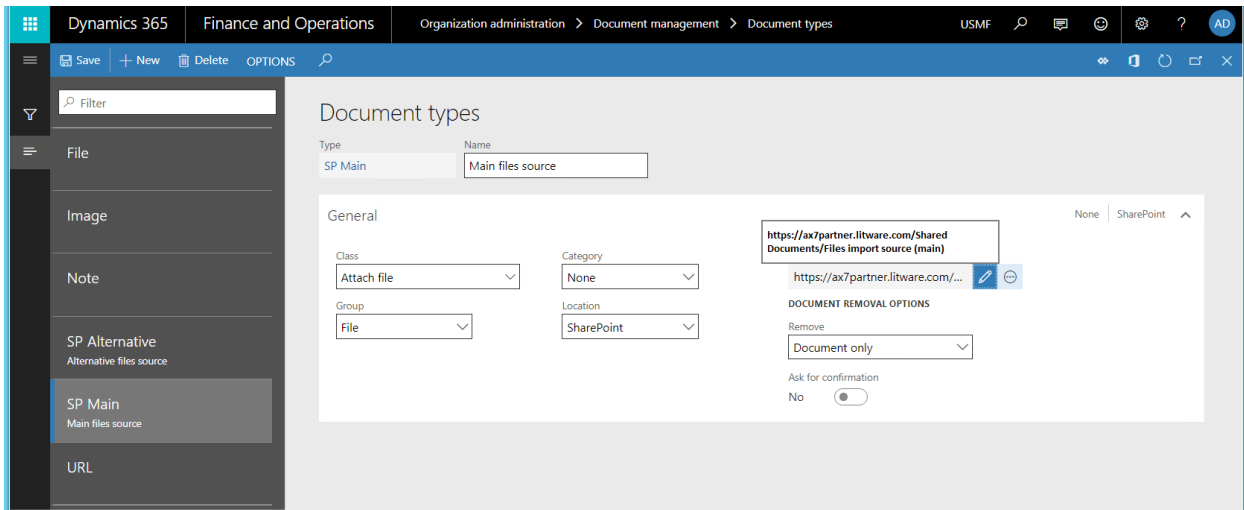 Dynamics 365 Finance and Operations Organization administration > Document management > Document types USMF ? AD
Save + New Delete OPTIONS
Filter
File
Image
Note
SP Alternative
Alternative files source
SP Main
Main files source
URL
Document types
Type Name
SP Main Main files source
General None SharePoint
https://ax7partner.litware.com/Shared
Documents/Files import source (main)
Class Category
Attach file None https://ax7partner.litware.com/...
DOCUMENT REMOVAL OPTIONS
Group Location
File SharePoint
Remove
Document only
Ask for confirmation
No